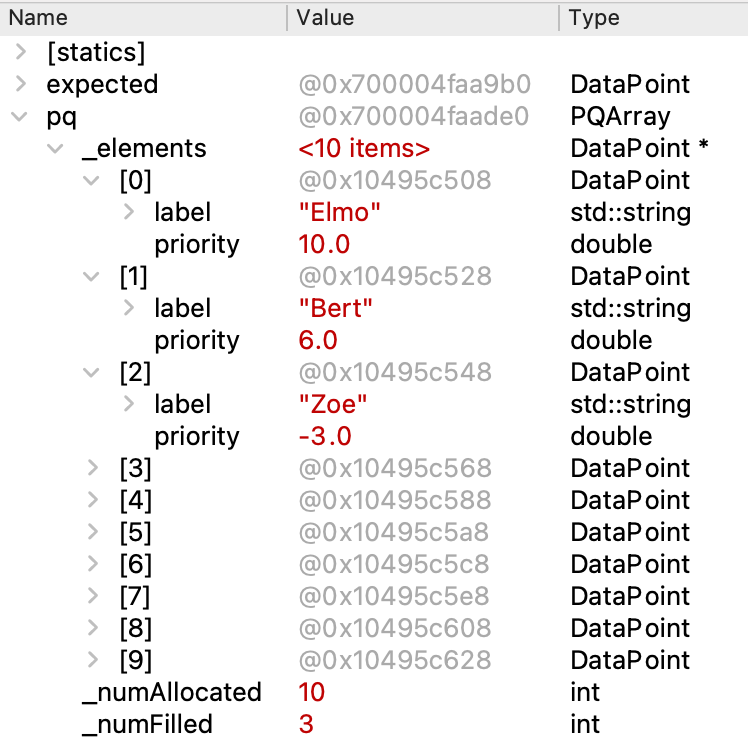 Name Value Type
[statics]
expected @0x700004faa9b0 DataPoint
pq @0x700004faade0 PQArray
_elements <10 items> DataPoint *
[0] @0x10495c508 DataPoint
label "Elmo" std::string
priority 10.0 double
[1] @0x10495c528 DataPoint
label "Bert" std::string
priority 6.0 double
[2] @0x10495c548 DataPoint
label "Zoe" std::string
priority -3.0 double
[3] @0x10495c568 DataPoint
[4] @0x10495c588 DataPoint
[5] @0x10495c5a8 DataPoint
[6] @0x10495c5c8 DataPoint
[7] @0x10495c5e8 DataPoint
[8] @0x10495c608 DataPoint
[9] @0x10495c628 DataPoint
_numAllocated 10 int
_numFilled 3 int